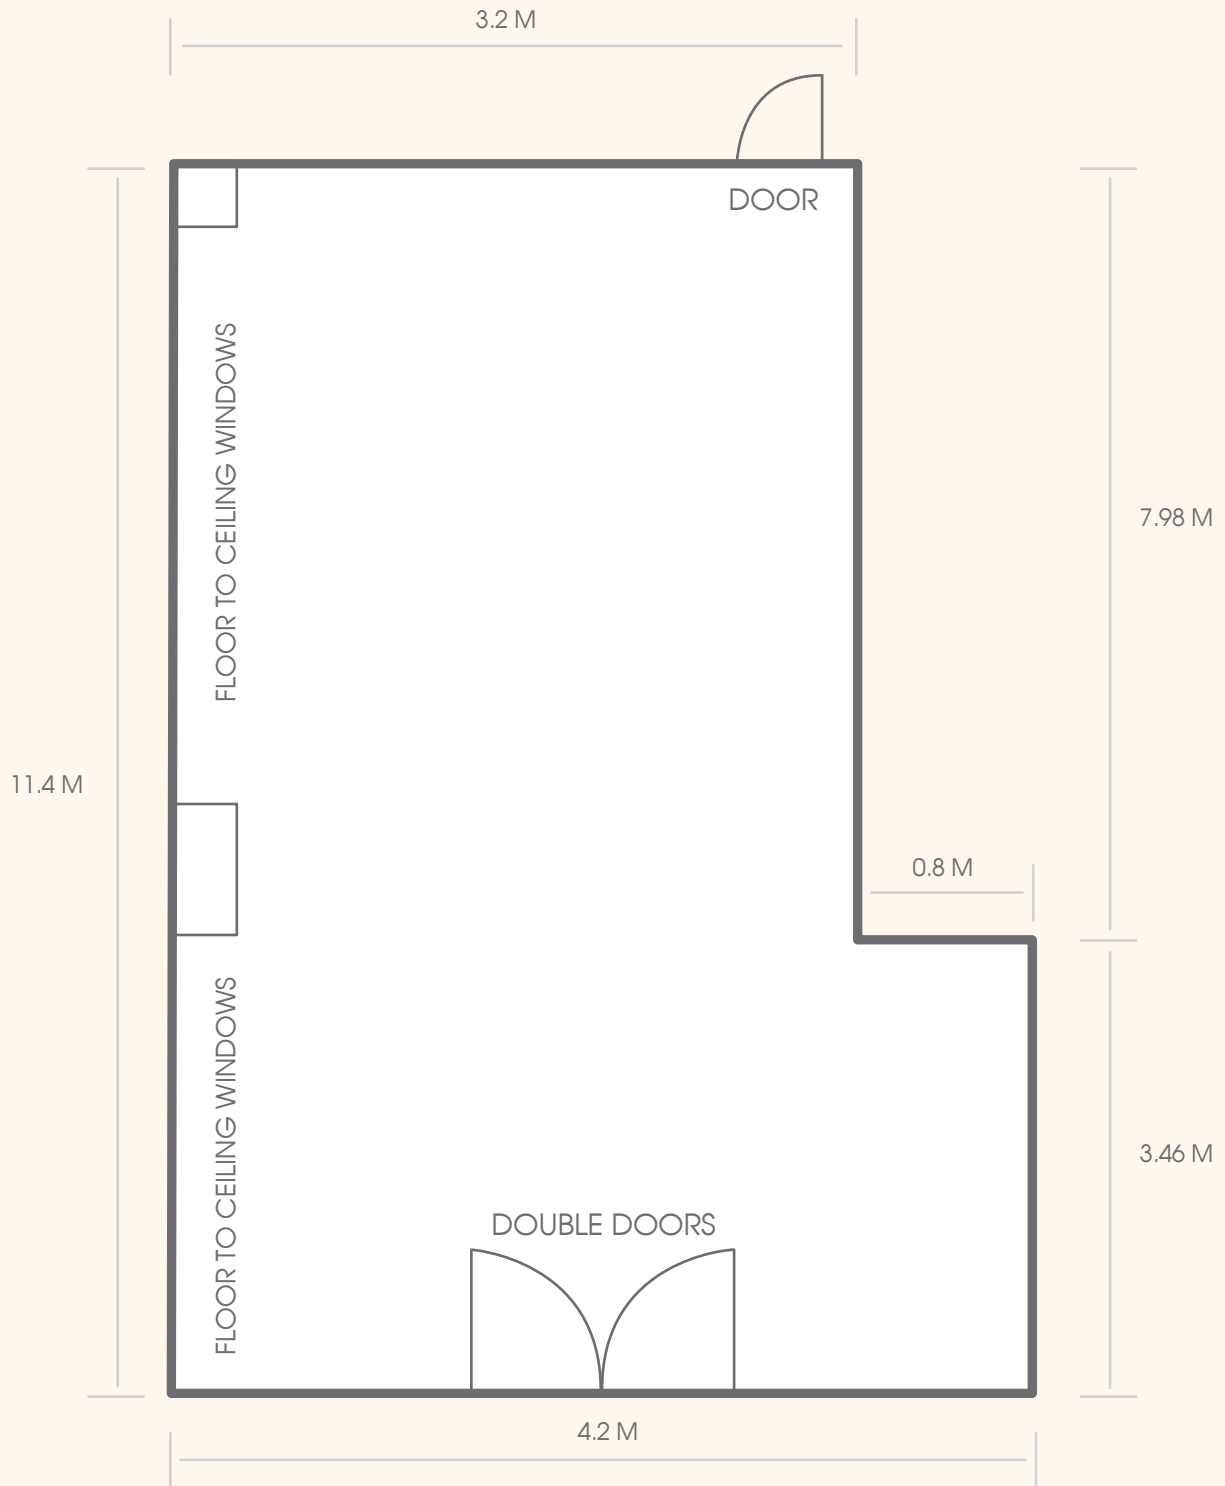 3.2 M
DOOR
FLOOR TO CEILING WINDOWS
7.98 M
11.4 M
0.8 M
FLOOR TO CEILING WINDOWS
3.46 M
DOUBLE DOORS
4.2 M